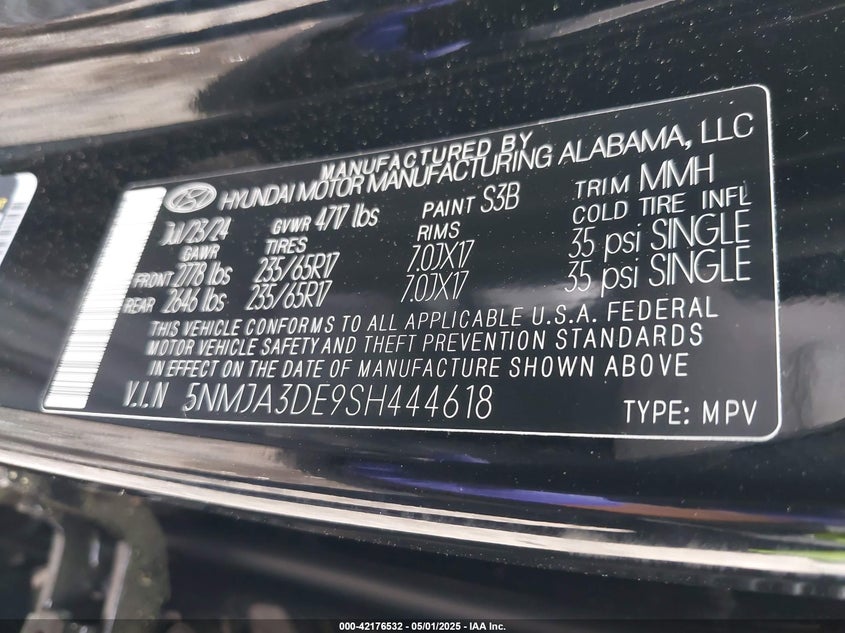 MANUFACTURED BY
HYUNDAI MOTOR MANUFACTURING ALABAMA, LLC
Jul/23/24 GVWR 4717 lbs PAINT S3B TRIM MMH
GAWR TIRES RIMS COLD TIRE INFL
FRONT 2778 lbs 235/65R17 7.0JX17 35 psi SINGLE
REAR 2646 lbs 235/65R17 7.0JX17 35 psi SINGLE
THIS VEHICLE CONFORMS TO ALL APPLICABLE U.S.A. FEDERAL
MOTOR VEHICLE SAFETY AND THEFT PREVENTION STANDARDS
IN EFFECT ON THE DATE OF MANUFACTURE SHOWN ABOVE
V.I.N 5NMJA3DE9SH444618 TYPE: MPV
000-42176532 - 05/01/2025 - IAA Inc.